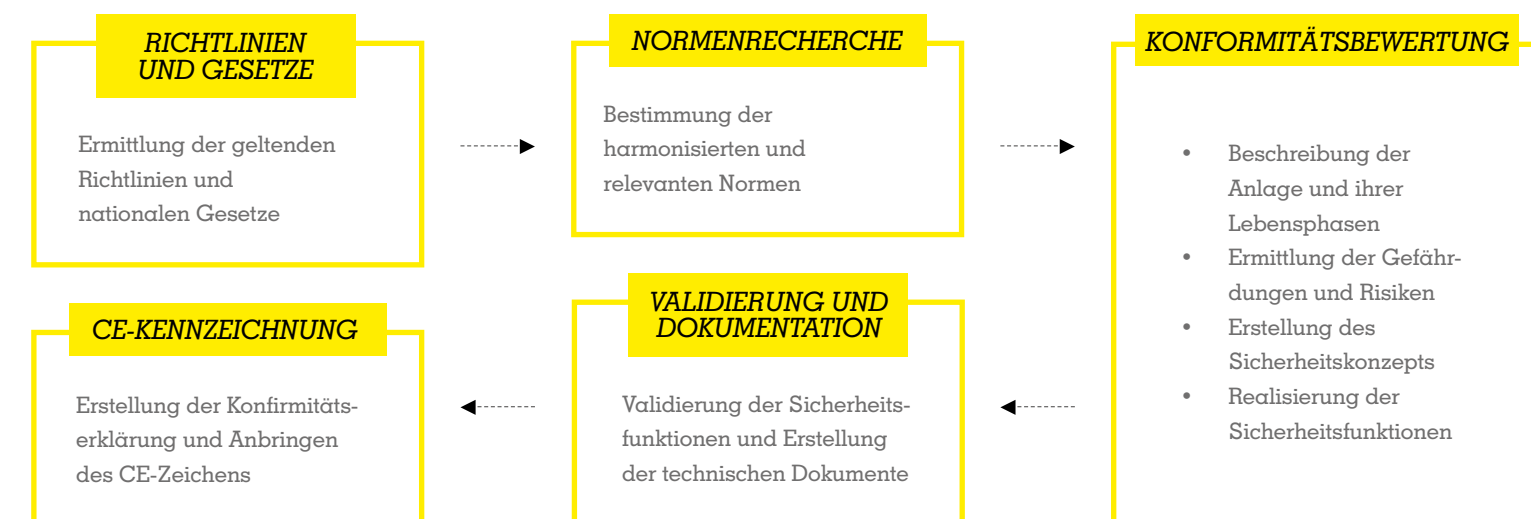 RICHTLINIEN
UND GESETZE
Ermittlung der geltenden
Richtlinien und
nationalen Gesetze
NORMENRECHERCHE
Bestimmung der
harmonisierten und
relevanten Normen
KONFORMITÄTSBEWERTUNG
• Beschreibung der
Anlage und ihrer
Lebensphasen
• Ermittlung der Gefähr-
dungen und Risiken
• Erstellung des
Sicherheitskonzepts
• Realisierung der
Sicherheitsfunktionen
VALIDIERUNG UND
DOKUMENTATION
Validierung der Sicherheits-
funktionen und Erstellung
der technischen Dokumente
CE-KENNZEICHNUNG
Erstellung der Konfirmitäts-
erklärung und Anbringen
des CE-Zeichens